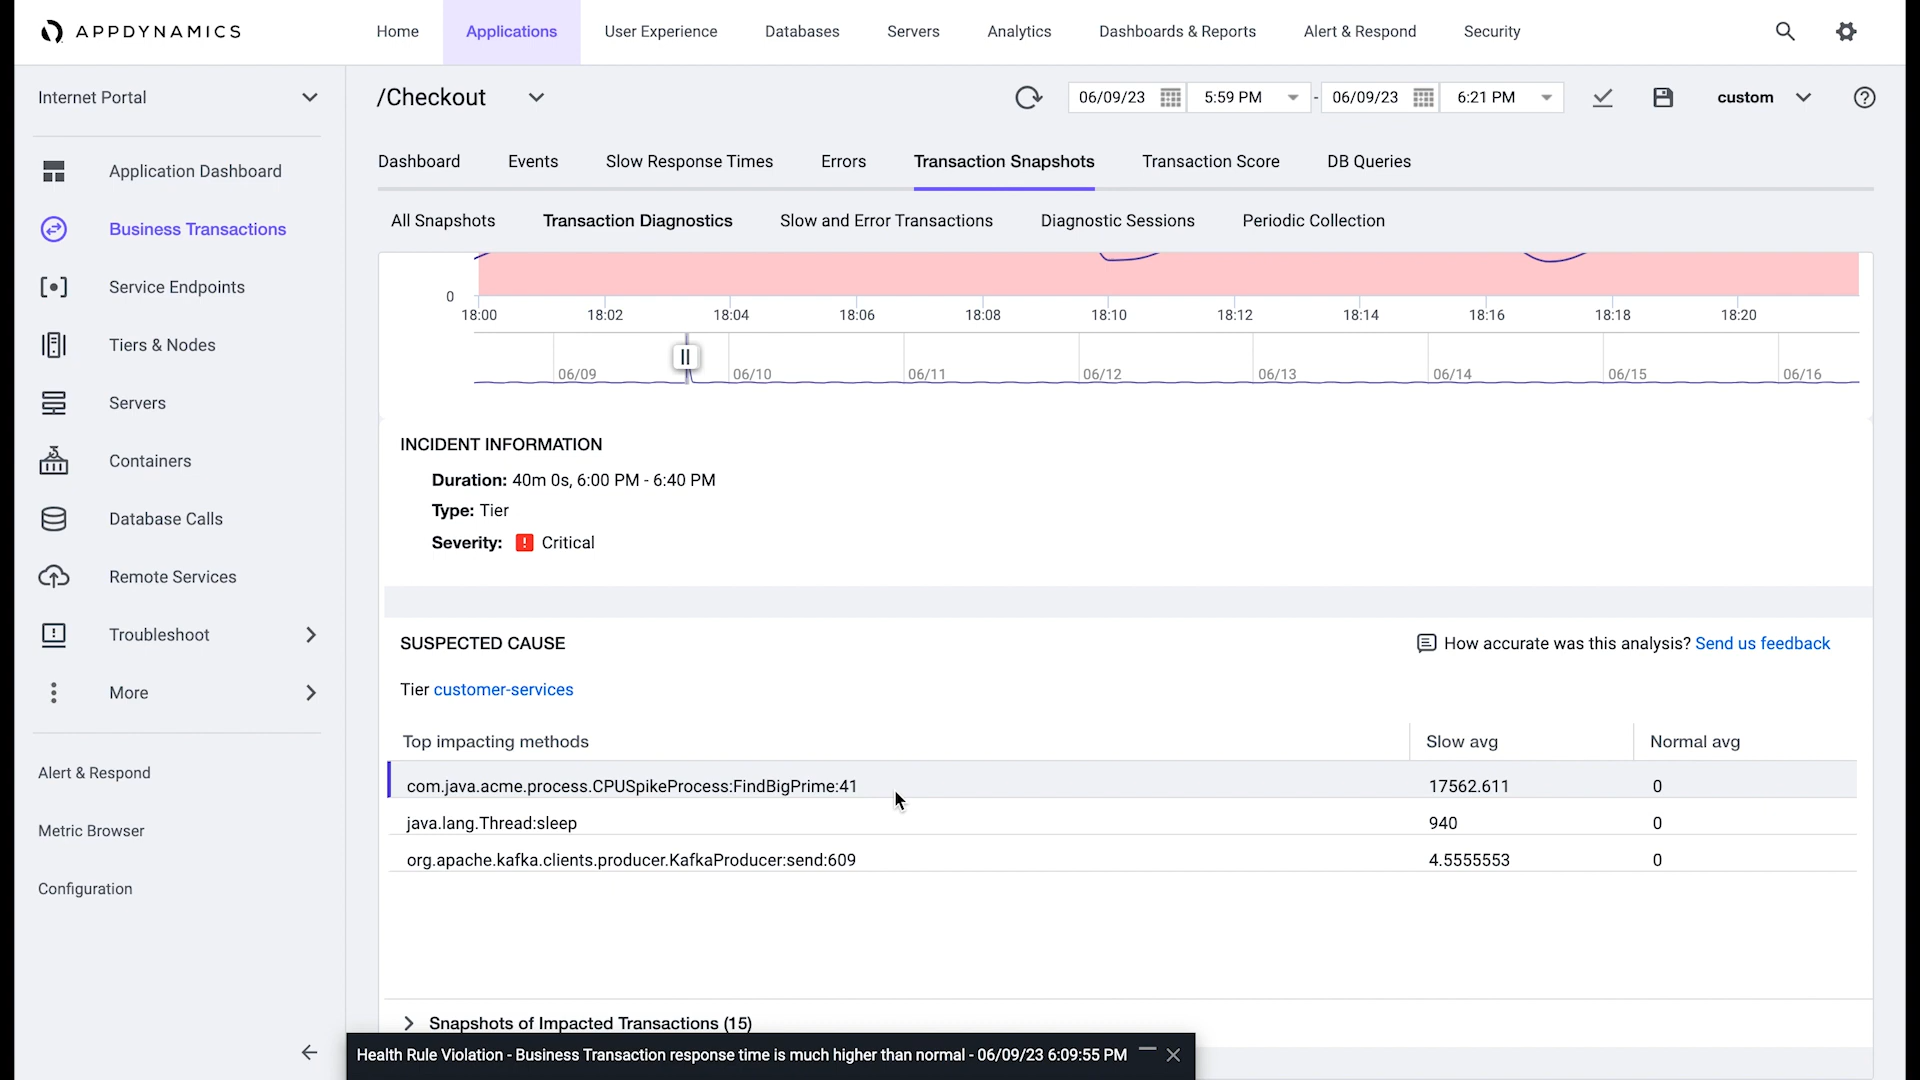 APPDYNAMICS
Home Applications User Experience Databases Servers Analytics Dashboards & Reports Alert & Respond Security
Internet Portal
/Checkout
06/09/23 5:59 PM - 06/09/23 6:21 PM custom
Application Dashboard
Business Transactions
Service Endpoints
Tiers & Nodes
Servers
Containers
Database Calls
Remote Services
Troubleshoot
More
Alert & Respond
Metric Browser
Configuration
Dashboard Events Slow Response Times Errors Transaction Snapshots Transaction Score DB Queries
All Snapshots Transaction Diagnostics Slow and Error Transactions Diagnostic Sessions Periodic Collection
0
18:00 18:02 18:04 18:06 18:08 18:10 18:12 18:14 18:16 18:18 18:20
06/09 06/10 06/11 06/12 06/13 06/14 06/15 06/16
INCIDENT INFORMATION
Duration: 40m 0s, 6:00 PM - 6:40 PM
Type: Tier
Severity: ! Critical
SUSPECTED CAUSE
How accurate was this analysis? Send us feedback
Tier customer-services
Top impacting methods Slow avg Normal avg
com.java.acme.process.CPUSpikeProcess:FindBigPrime:41 17562.611 0
java.lang.Thread:sleep 940 0
org.apache.kafka.clients.producer.KafkaProducer:send:609 4.5555553 0
Snapshots of Impacted Transactions (15)
Health Rule Violation - Business Transaction response time is much higher than normal - 06/09/23 6:09:55 PM